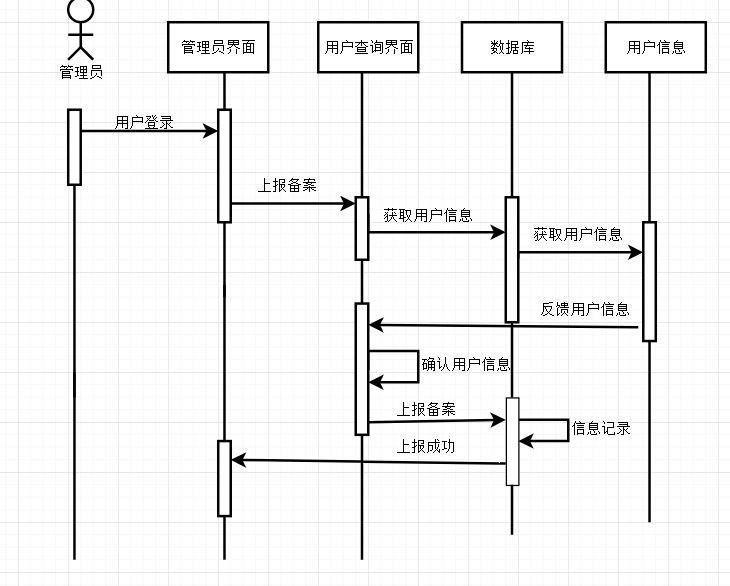 管理员界面
用户查询界面
数据库
用户信息
管理员
用户登录
上报备案
获取用户信息
获取用户信息
反馈用户信息
确认用户信息
上报备案
信息记录
上报成功